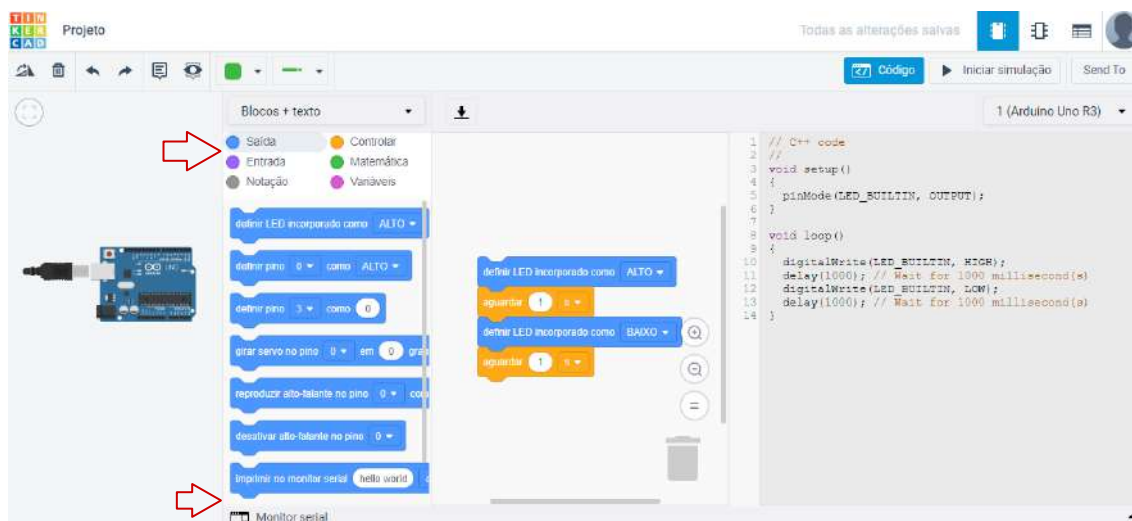 TIN
KER
CAD
Projeto
Todas as alterações salvas
Código
Iniciar simulação
Send To
Blocos + texto
1 (Arduino Uno R3)
Saída
Controlar
Entrada
Matemática
Notação
Variáveis
definir LED incorporado como ALTO
definir pino 0 como ALTO
definir pino 3 como 0
girar servo no pino 0 em 0 gra
reproduzir alto-falante no pino 0 co
desativar alto-falante no pino 0
imprimir no monitor serial hello world
Monitor serial
definir LED incorporado como ALTO
aguardar 1 s
definir LED incorporado como BAIXO
aguardar 1 s
1 // C++ code
2 //
3 void setup()
4 {
5 pinMode(LED_BUILTIN, OUTPUT);
6 }
7
8 void loop()
9 {
10 digitalWrite(LED_BUILTIN, HIGH);
11 delay(1000); // Wait for 1000 millisecond(s)
12 digitalWrite(LED_BUILTIN, LOW);
13 delay(1000); // Wait for 1000 millisecond(s)
14 }